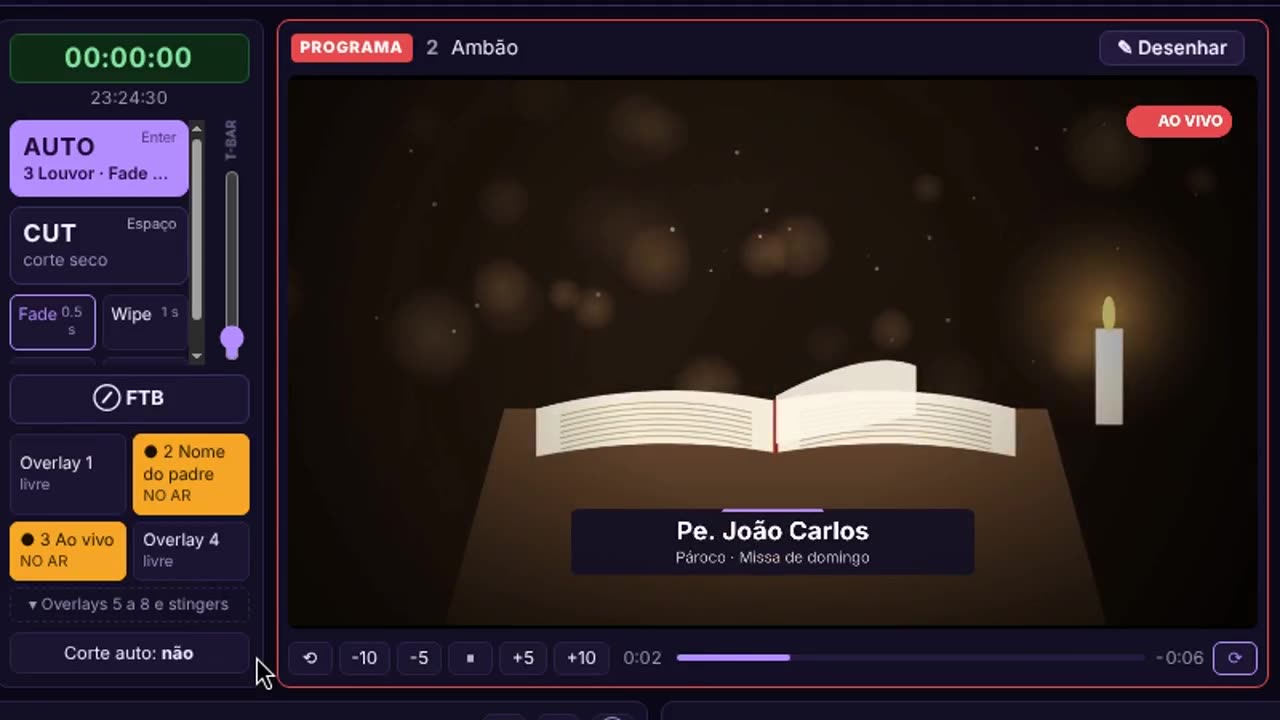 00:00:00
23:24:30
AUTO Enter
3 Louvor · Fade ...
CUT Espaço
corte seco
Fade 0.5 s
Wipe 1 s
T-BAR
FTB
Overlay 1
livre
● 2 Nome do padre
NO AR
● 3 Ao vivo
NO AR
Overlay 4
livre
▾ Overlays 5 a 8 e stingers
Corte auto: não
PROGRAMA 2 Ambão
✎ Desenhar
AO VIVO
Pe. João Carlos
Pároco · Missa de domingo
⟲ -10 -5 ■ +5 +10 0:02 -0:06 ⟳